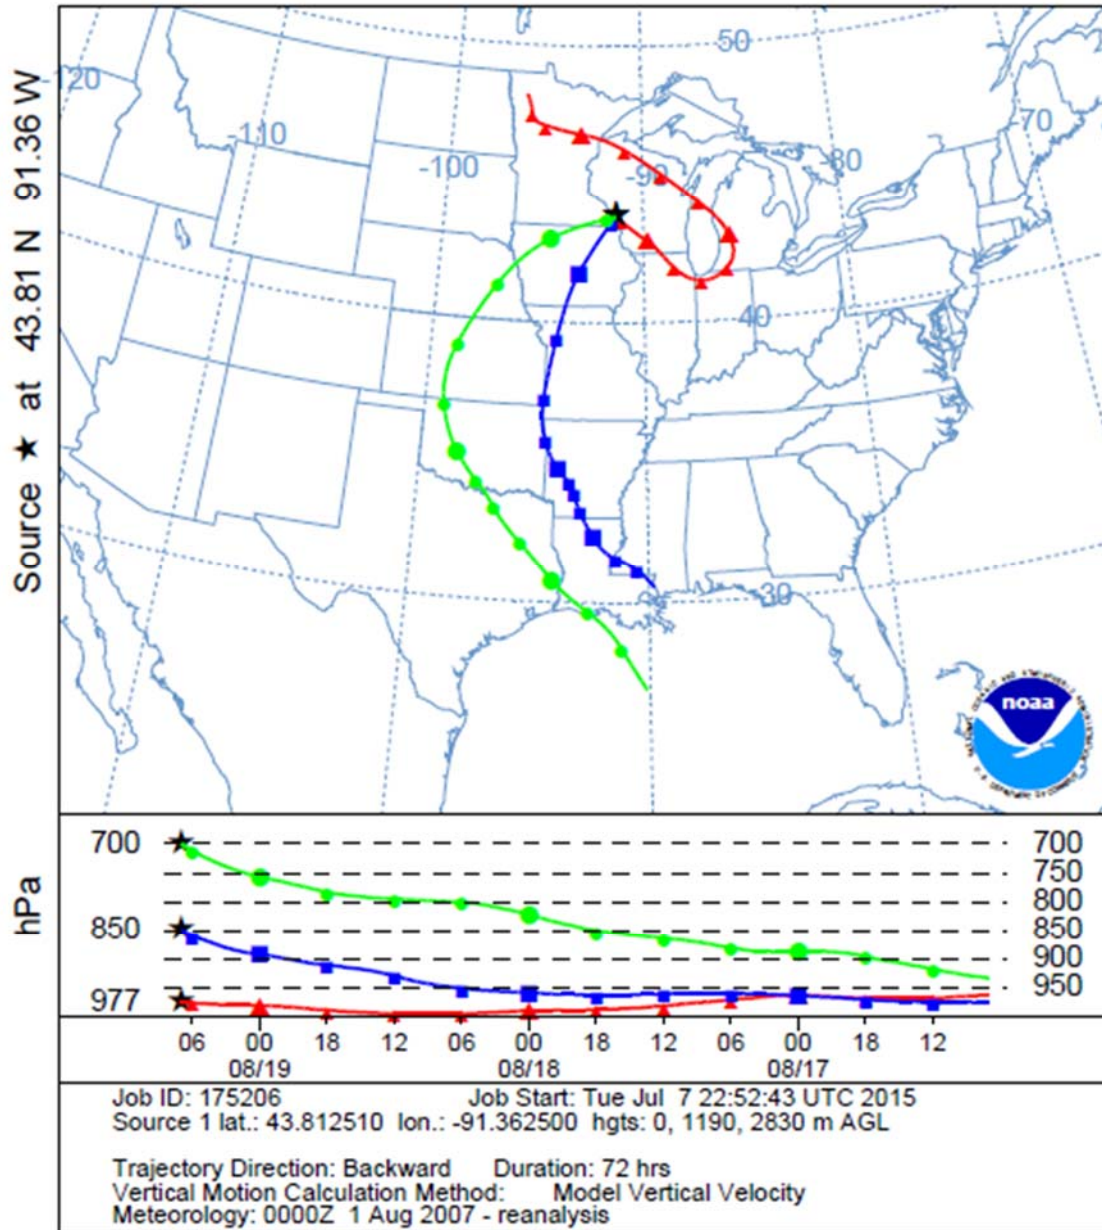 Source ★ at 43.81 N 91.36 W
50
-120
-110
-70
-100
-90
-80
40
30
noaa
hPa
700 700
750
800
850 850
900
950
977
06 00 18 12 06 00 18 12 06 00 18 12
08/19 08/18 08/17
Job ID: 175206 Job Start: Tue Jul 7 22:52:43 UTC 2015
Source 1 lat.: 43.812510 lon.: -91.362500 hgts: 0, 1190, 2830 m AGL
Trajectory Direction: Backward Duration: 72 hrs
Vertical Motion Calculation Method: Model Vertical Velocity
Meteorology: 0000Z 1 Aug 2007 - reanalysis